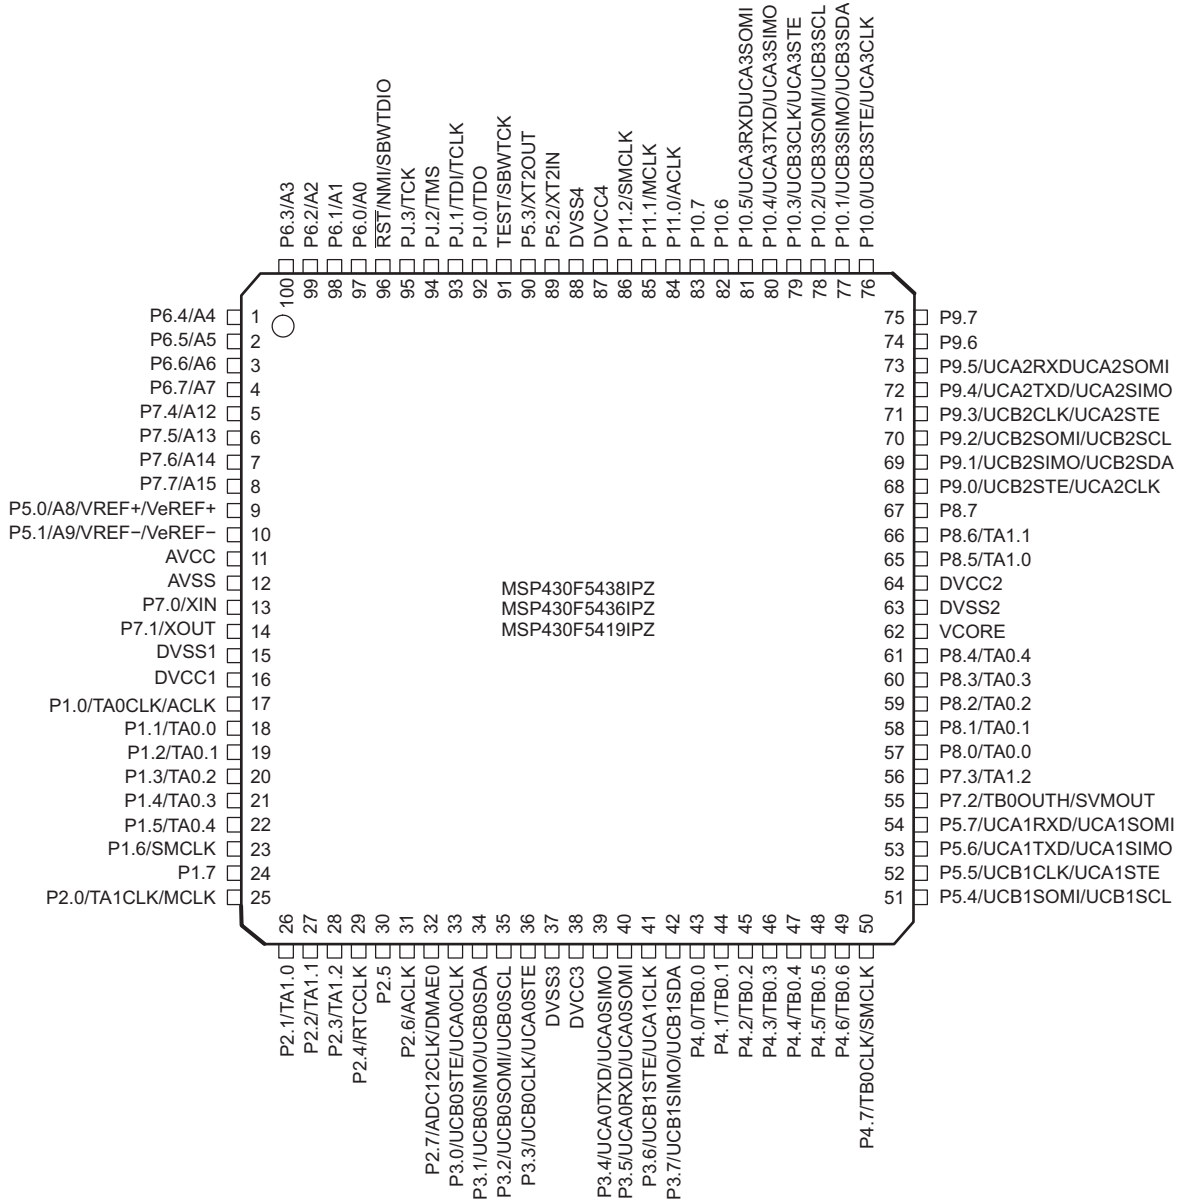 P6.3/A3
P6.2/A2
P6.1/A1
P6.0/A0
RST/NMI/SBWTDIO
PJ.3/TCK
PJ.2/TMS
PJ.1/TDI/TCLK
PJ.0/TDO
TEST/SBWTCK
P5.3/XT2OUT
P5.2/XT2IN
DVSS4
DVCC4
P11.2/SMCLK
P11.1/MCLK
P11.0/ACLK
P10.7
P10.6
P10.5/UCA3RXDUCA3SOMI
P10.4/UCA3TXD/UCA3SIMO
P10.3/UCB3CLK/UCA3STE
P10.2/UCB3SOMI/UCB3SCL
P10.1/UCB3SIMO/UCB3SDA
P10.0/UCB3STE/UCA3CLK
100 99 98 97 96 95 94 93 92 91 90 89 88 87 86 85 84 83 82 81 80 79 78 77 76
P6.4/A4 1
P6.5/A5 2
P6.6/A6 3
P6.7/A7 4
P7.4/A12 5
P7.5/A13 6
P7.6/A14 7
P7.7/A15 8
P5.0/A8/VREF+/VeREF+ 9
P5.1/A9/VREF−/VeREF− 10
AVCC 11
AVSS 12
P7.0/XIN 13
P7.1/XOUT 14
DVSS1 15
DVCC1 16
P1.0/TA0CLK/ACLK 17
P1.1/TA0.0 18
P1.2/TA0.1 19
P1.3/TA0.2 20
P1.4/TA0.3 21
P1.5/TA0.4 22
P1.6/SMCLK 23
P1.7 24
P2.0/TA1CLK/MCLK 25
MSP430F5438IPZ
MSP430F5436IPZ
MSP430F5419IPZ
75 P9.7
74 P9.6
73 P9.5/UCA2RXDUCA2SOMI
72 P9.4/UCA2TXD/UCA2SIMO
71 P9.3/UCB2CLK/UCA2STE
70 P9.2/UCB2SOMI/UCB2SCL
69 P9.1/UCB2SIMO/UCB2SDA
68 P9.0/UCB2STE/UCA2CLK
67 P8.7
66 P8.6/TA1.1
65 P8.5/TA1.0
64 DVCC2
63 DVSS2
62 VCORE
61 P8.4/TA0.4
60 P8.3/TA0.3
59 P8.2/TA0.2
58 P8.1/TA0.1
57 P8.0/TA0.0
56 P7.3/TA1.2
55 P7.2/TB0OUTH/SVMOUT
54 P5.7/UCA1RXD/UCA1SOMI
53 P5.6/UCA1TXD/UCA1SIMO
52 P5.5/UCB1CLK/UCA1STE
51 P5.4/UCB1SOMI/UCB1SCL
26 27 28 29 30 31 32 33 34 35 36 37 38 39 40 41 42 43 44 45 46 47 48 49 50
P2.1/TA1.0
P2.2/TA1.1
P2.3/TA1.2
P2.4/RTCCLK
P2.5
P2.6/ACLK
P2.7/ADC12CLK/DMAE0
P3.0/UCB0STE/UCA0CLK
P3.1/UCB0SIMO/UCB0SDA
P3.2/UCB0SOMI/UCB0SCL
P3.3/UCB0CLK/UCA0STE
DVSS3
DVCC3
P3.4/UCA0TXD/UCA0SIMO
P3.5/UCA0RXD/UCA0SOMI
P3.6/UCB1STE/UCA1CLK
P3.7/UCB1SIMO/UCB1SDA
P4.0/TB0.0
P4.1/TB0.1
P4.2/TB0.2
P4.3/TB0.3
P4.4/TB0.4
P4.5/TB0.5
P4.6/TB0.6
P4.7/TB0CLK/SMCLK